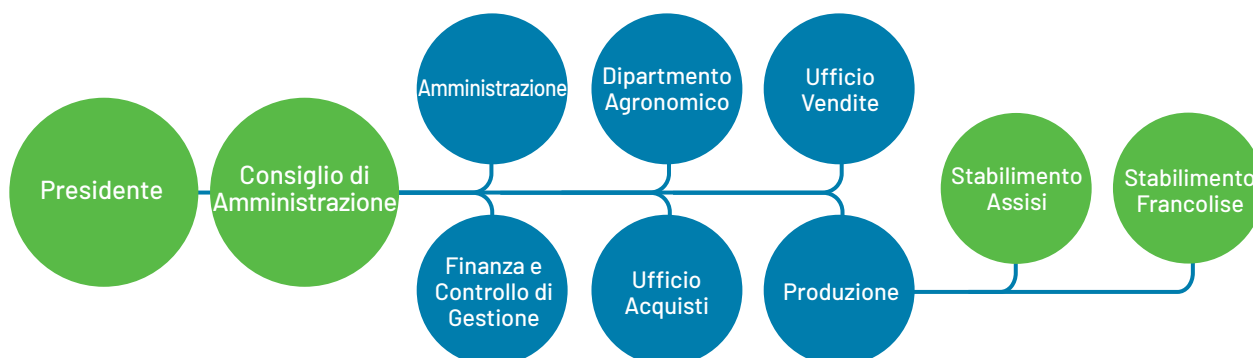 Presidente
Consiglio di
Amministrazione
Amministrazione
Dipartmento
Agronomico
Ufficio
Vendite
Finanza e
Controllo di
Gestione
Ufficio
Acquisti
Produzione
Stabilimento
Assisi
Stabilimento
Francolise